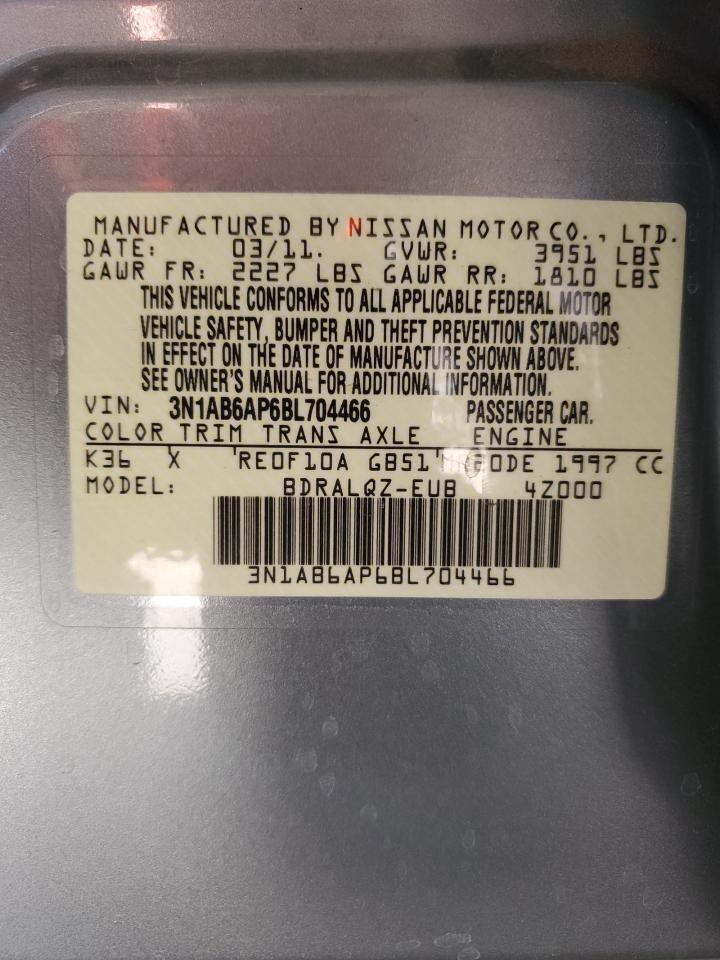 MANUFACTURED BY NISSAN MOTOR CO., LTD.
DATE: 03/11. GVWR: 3951 LBS
GAWR FR: 2227 LBS GAWR RR: 1810 LBS
THIS VEHICLE CONFORMS TO ALL APPLICABLE FEDERAL MOTOR
VEHICLE SAFETY, BUMPER AND THEFT PREVENTION STANDARDS
IN EFFECT ON THE DATE OF MANUFACTURE SHOWN ABOVE.
SEE OWNER'S MANUAL FOR ADDITIONAL INFORMATION.
VIN: 3N1AB6AP6BL704466 PASSENGER CAR.
COLOR TRIM TRANS AXLE ENGINE
K36 X 'RE0F10A GB51' 1997 CC
MODEL: BDRALQZ-EUB 4Z000
3N1AB6AP6BL704466